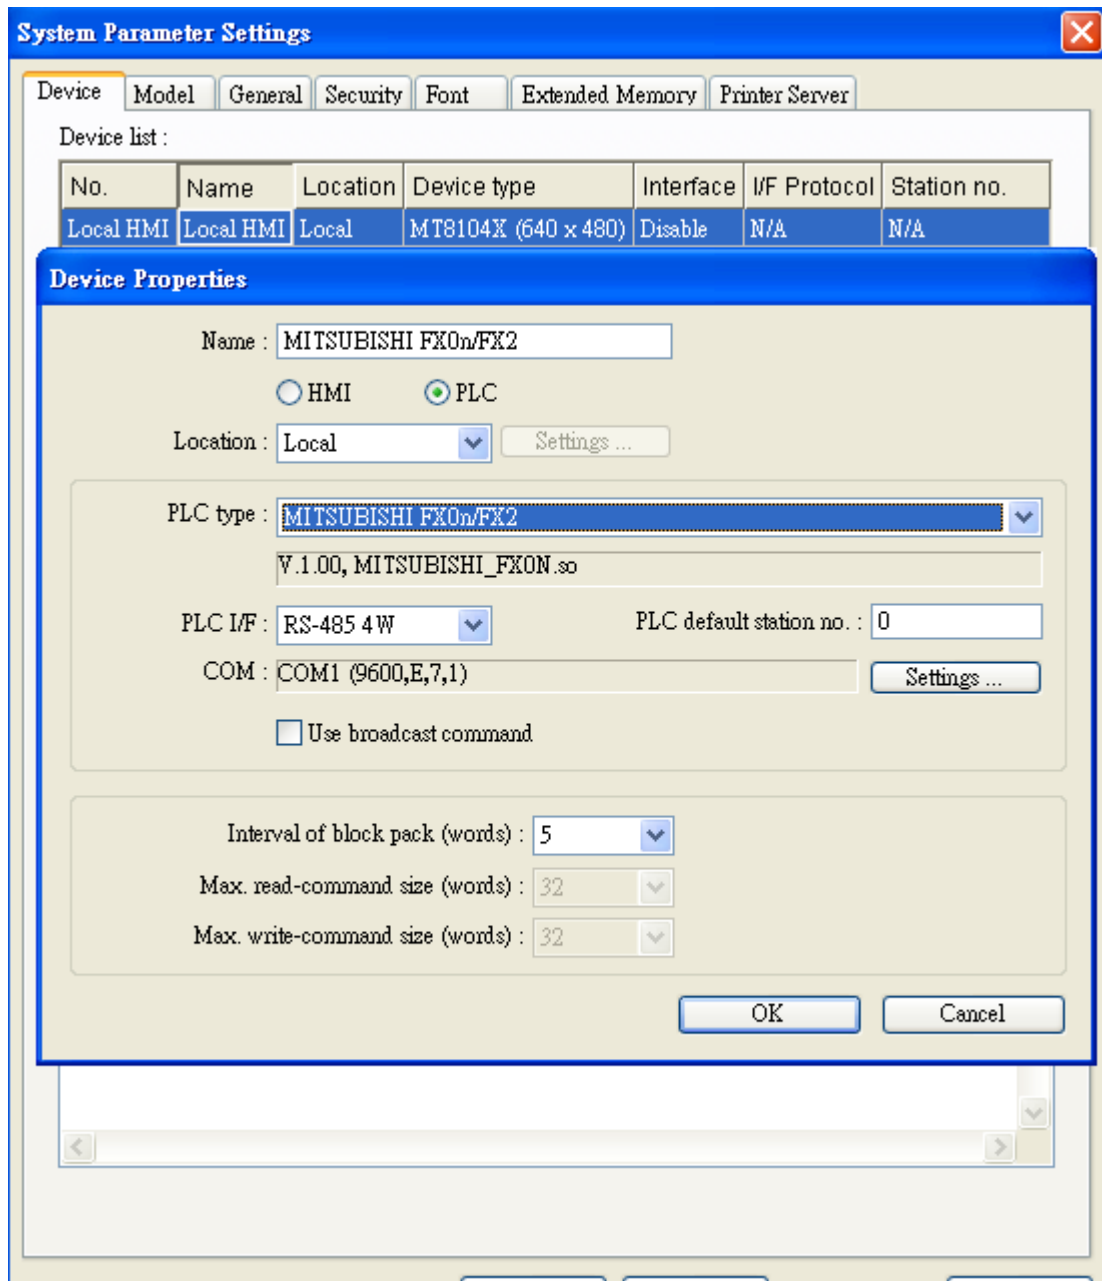 System Parameter Settings
Device Model General Security Font Extended Memory Printer Server
Device list :
No. Name Location Device type Interface I/F Protocol Station no.
Local HMI Local HMI Local MT8104X (640 x 480) Disable N/A N/A
Device Properties
Name : MITSUBISHI FX0n/FX2
HMI PLC
Location : Local Settings ...
PLC type : MITSUBISHI FX0n/FX2
V.1.00, MITSUBISHI_FX0N.so
PLC I/F : RS-485 4W PLC default station no. : 0
COM : COM1 (9600,E,7,1) Settings ...
Use broadcast command
Interval of block pack (words) : 5
Max. read-command size (words) : 32
Max. write-command size (words) : 32
OK Cancel